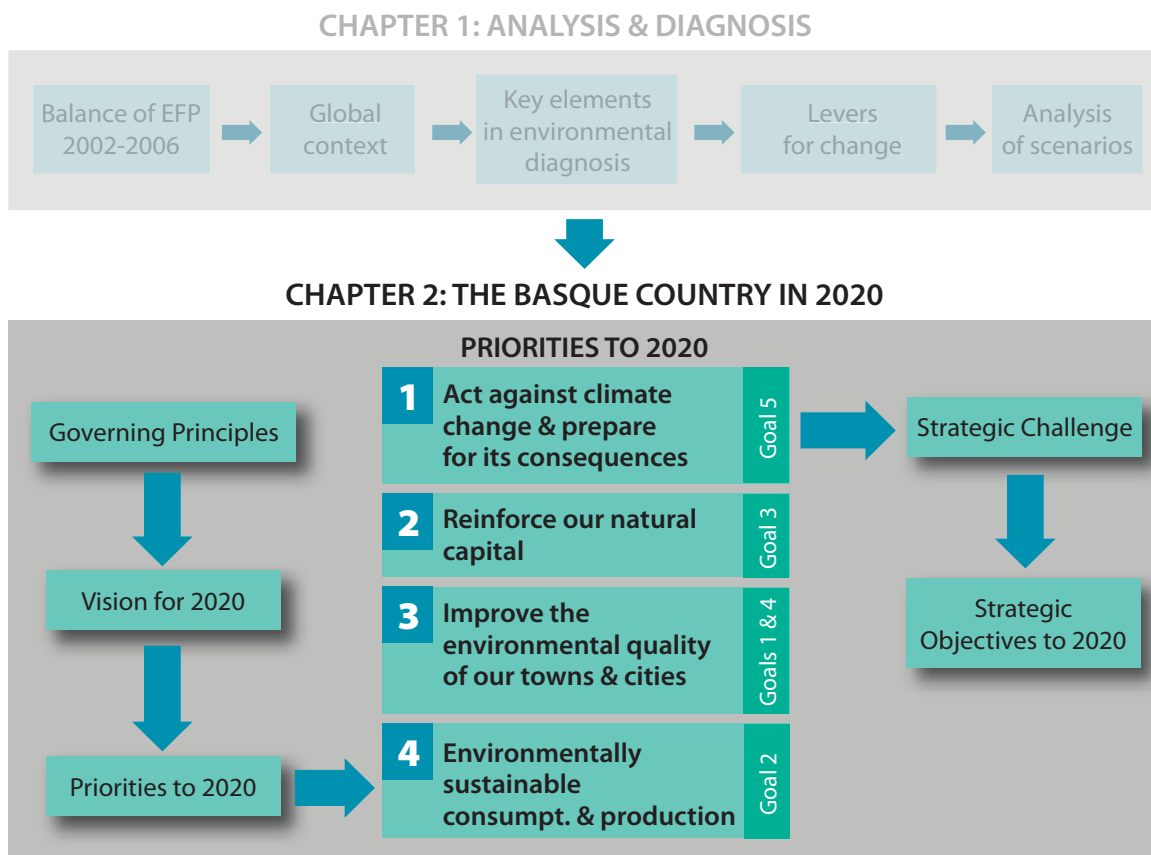 CHAPTER 1: ANALYSIS & DIAGNOSIS
Balance of EFP
2002-2006
Global
context
Key elements
in environmental
diagnosis
Levers
for change
Analysis
of scenarios
CHAPTER 2: THE BASQUE COUNTRY IN 2020
PRIORITIES TO 2020
Governing Principles
Vision for 2020
Priorities to 2020
1
Act against climate
change & prepare
for its consequences
Goal 5
2
Reinforce our natural
capital
Goal 3
3
Improve the
environmental quality
of our towns & cities
Goals 1 & 4
4
Environmentally
sustainable
consumpt. & production
Goal 2
Strategic Challenge
Strategic
Objectives to 2020